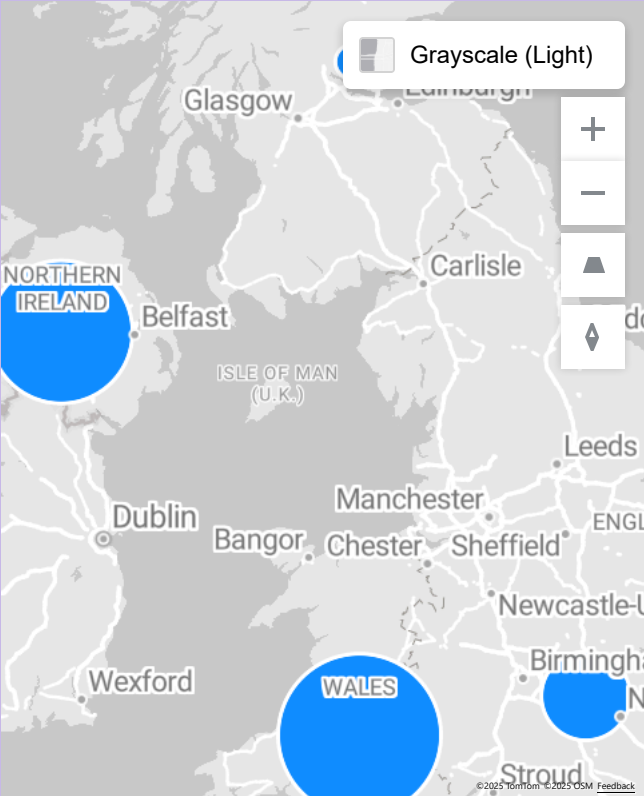 Grayscale (Light)
Edinburgh
Glasgow
Carlisle
NORTHERN
IRELAND
Belfast
ISLE OF MAN
(U.K.)
Leeds
Manchester
Dublin
ENGL
Bangor
Chester
Sheffield
Newcastle-U
Birmingha
Wexford
WALES
N
Stroud
©2025 TomTom ©2025 OSM Feedback